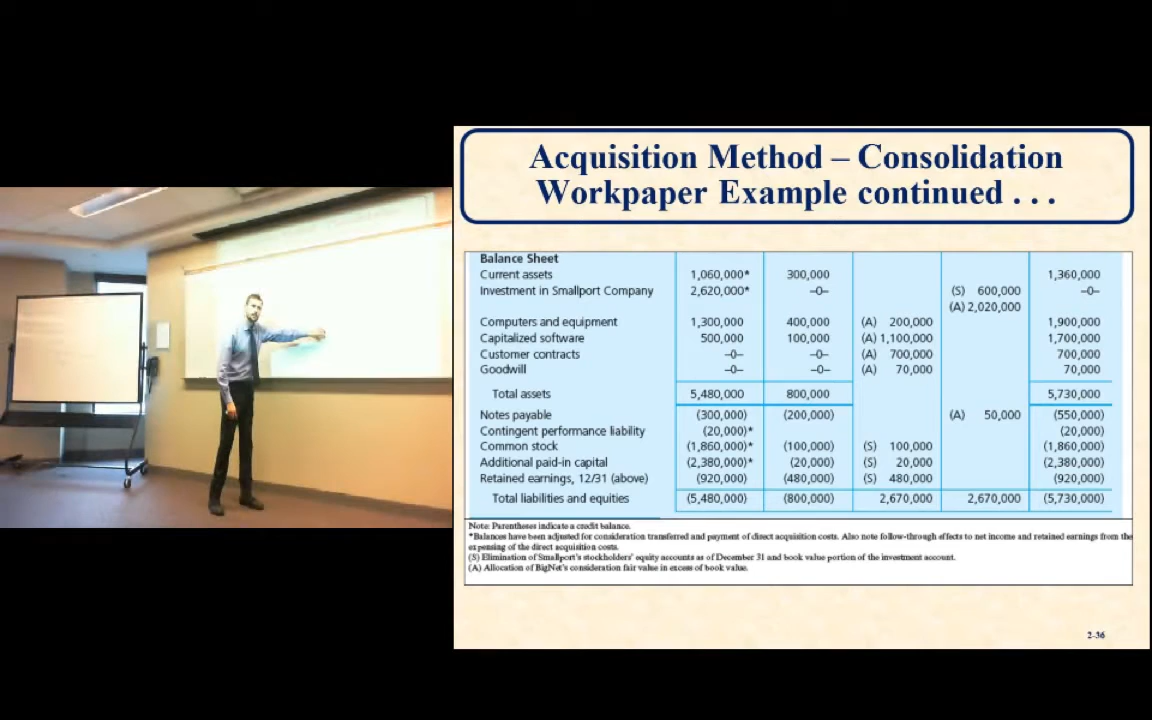 Acquisition Method – Consolidation
Workpaper Example continued . . .
Balance Sheet
Current assets 1,060,000* 300,000 1,360,000
Investment in Smallport Company 2,620,000* –0– (S) 600,000 –0–
(A) 2,020,000
Computers and equipment 1,300,000 400,000 (A) 200,000 1,900,000
Capitalized software 500,000 100,000 (A) 1,100,000 1,700,000
Customer contracts –0– –0– (A) 700,000 700,000
Goodwill –0– –0– (A) 70,000 70,000
Total assets 5,480,000 800,000 5,730,000
Notes payable (300,000) (200,000) (A) 50,000 (550,000)
Contingent performance liability (20,000)* (20,000)
Common stock (1,860,000)* (100,000) (S) 100,000 (1,860,000)
Additional paid-in capital (2,380,000)* (20,000) (S) 20,000 (2,380,000)
Retained earnings, 12/31 (above) (920,000) (480,000) (S) 480,000 (920,000)
Total liabilities and equities (5,480,000) (800,000) 2,670,000 2,670,000 (5,730,000)
Note: Parentheses indicate a credit balance.
*Balances have been adjusted for consideration transferred and payment of direct acquisition costs. Also note follow-through effects to net income and retained earnings from the
expensing of the direct acquisition costs.
(S) Elimination of Smallport's stockholders' equity accounts as of December 31 and book value portion of the investment account.
(A) Allocation of BigNet's consideration fair value in excess of book value.
2-36